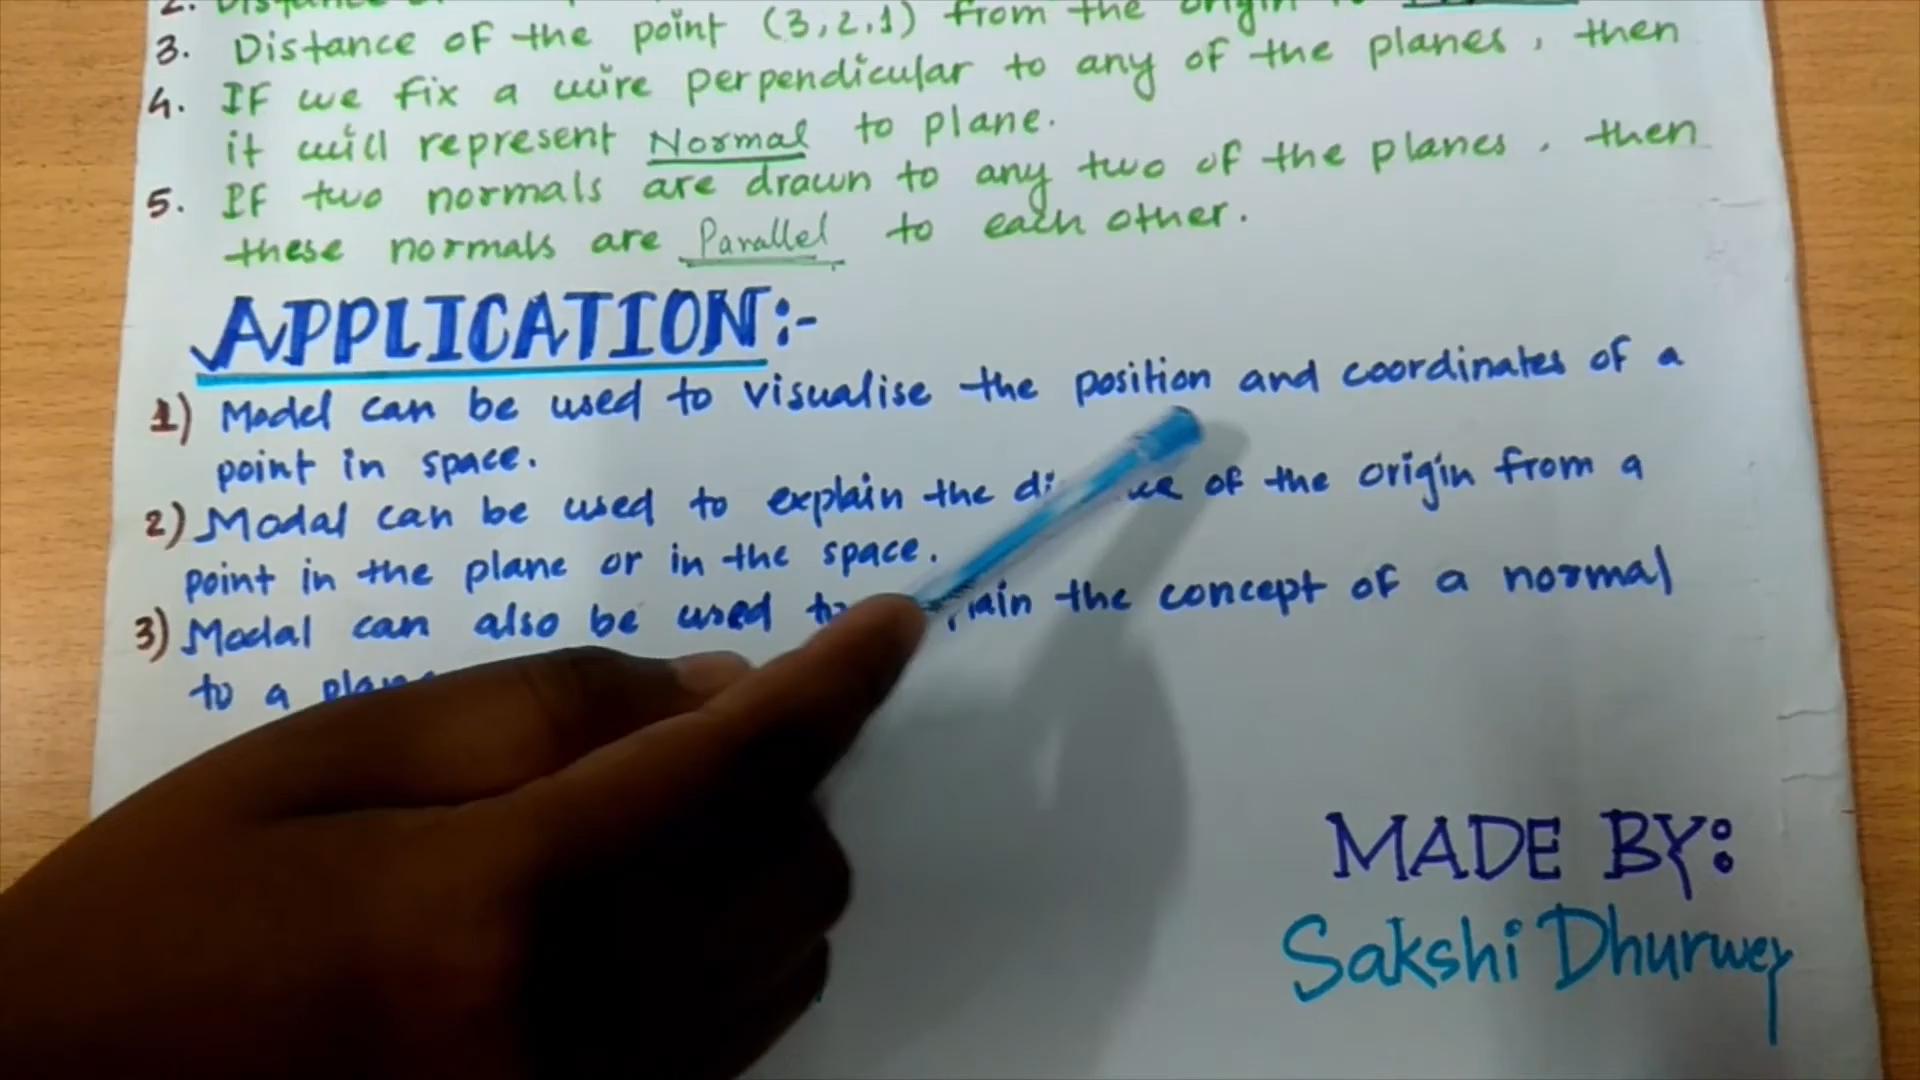 2. Distance
3. Distance of the point (3,2,1) from the origin
4. If we fix a wire perpendicular to any of the planes, then
it will represent Normal to plane.
5. If two normals are drawn to any two of the planes, then
these normals are Parallel to each other.
APPLICATION:-
1) Model can be used to visualise the position and coordinates of a
point in space.
2) Modal can be used to explain the of the origin from a
point in the plane or in the space.
3) Modal can also be used the concept of a normal
to a
MADE BY:
Sakshi Dhurwey